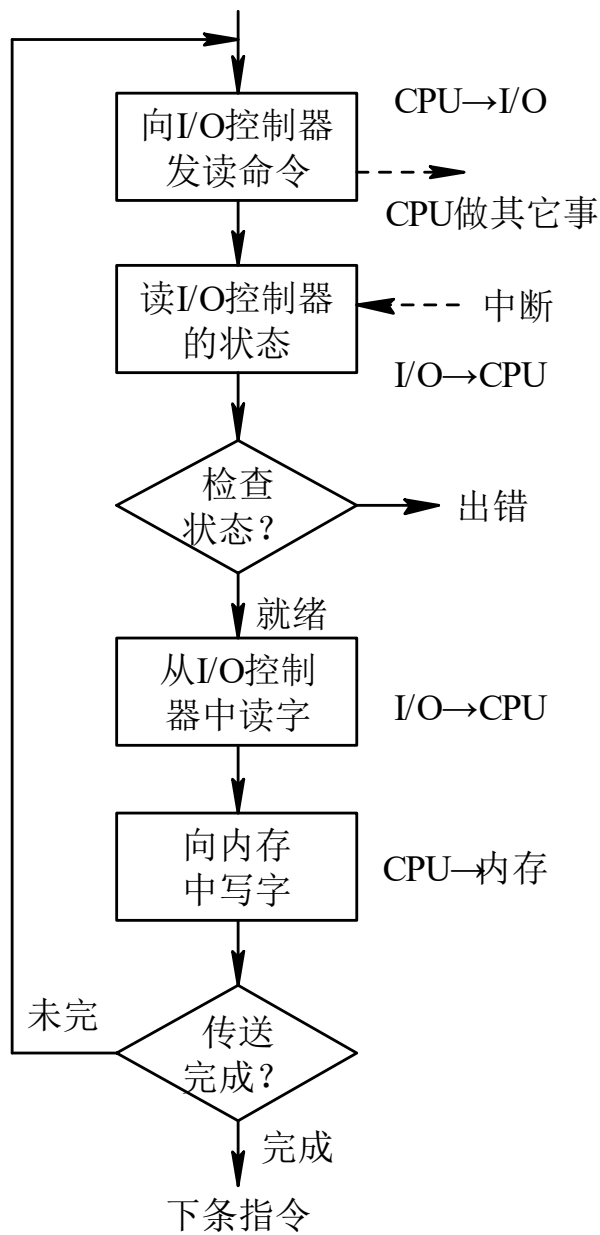 向I/O控制器
发读命令
CPU→I/O
CPU做其它事
读I/O控制器
的状态
中断
I/O→CPU
检查
状态？
出错
就绪
从I/O控制
器中读字
I/O→CPU
向内存
中写字
CPU→内存
未完
传送
完成？
完成
下条指令